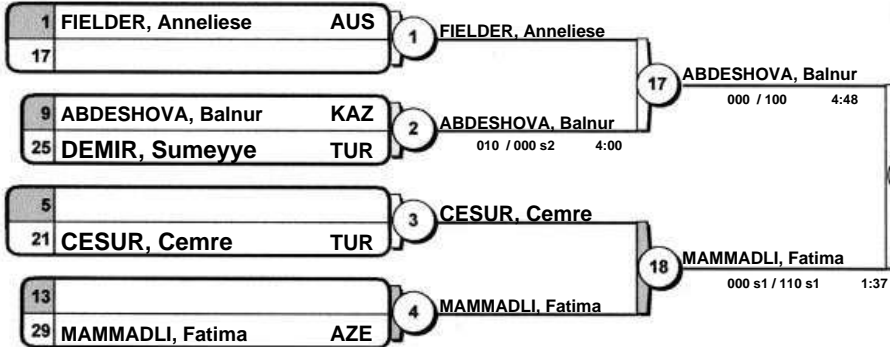 1 FIELDER, Anneliese AUS
17
1 FIELDER, Anneliese
9 ABDESHOVA, Balnur KAZ
25 DEMIR, Sumeyye TUR
2 ABDESHOVA, Balnur
010 / 000 s2 4:00
17 ABDESHOVA, Balnur
000 / 100 4:48
5
21 CESUR, Cemre TUR
3 CESUR, Cemre
13
29 MAMMADLI, Fatima AZE
4 MAMMADLI, Fatima
18 MAMMADLI, Fatima
000 s1 / 110 s1 1:37